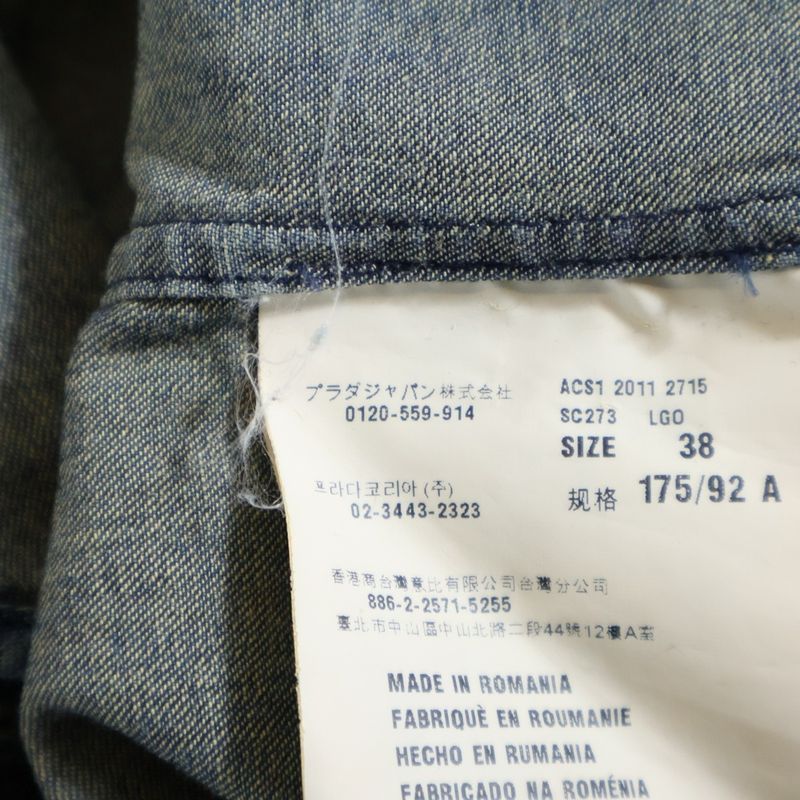 プラダジャパン株式会社
0120-559-914
ACS1 2011 2715
SC273 LGO
SIZE 38
规格 175/92 A
프라다코리아 (주)
02-3443-2323
香港商台灣意比有限公司台灣分公司
886-2-2571-5255
臺北市中山區中山北路二段44號12樓A室
MADE IN ROMANIA
FABRIQUÈ EN ROUMANIE
HECHO EN RUMANIA
FABRICADO NA ROMÉNIA